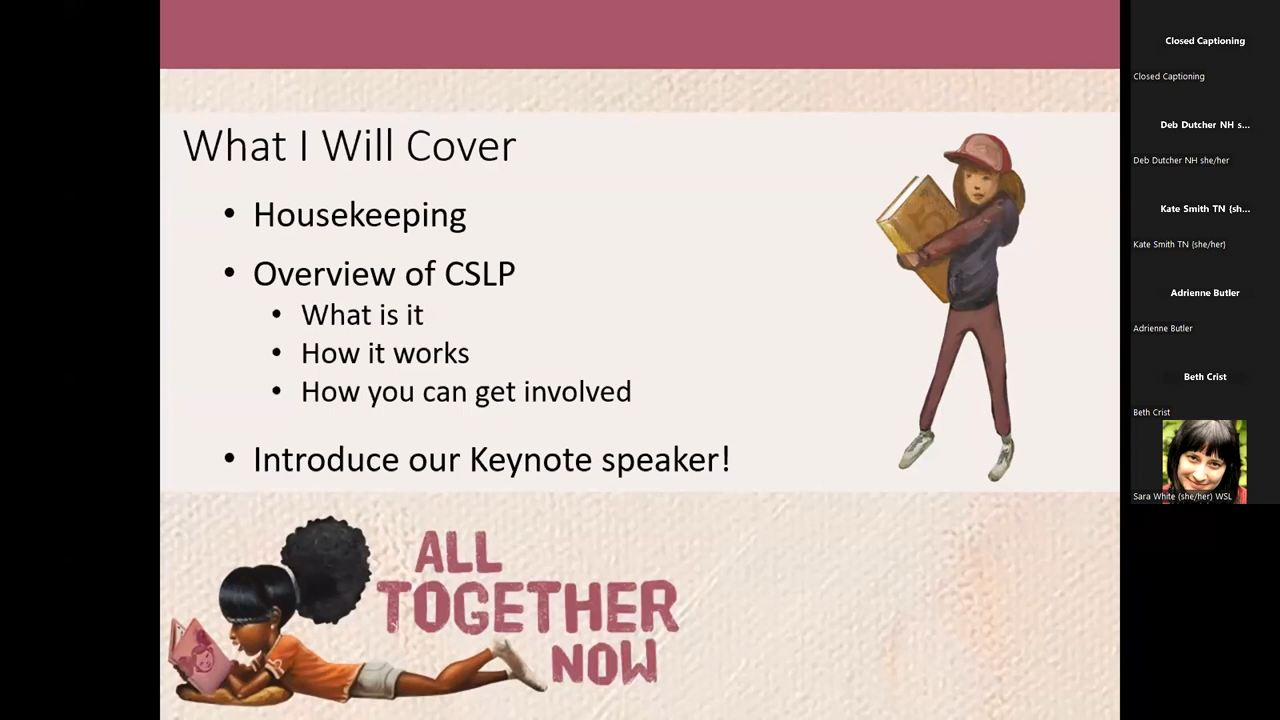 What I Will Cover
• Housekeeping
• Overview of CSLP
• What is it
• How it works
• How you can get involved
• Introduce our Keynote speaker!
ALL
TOGETHER
NOW
Closed Captioning
Closed Captioning
Deb Dutcher NH s...
Deb Dutcher NH she/her
Kate Smith TN (sh...
Kate Smith TN (she/her)
Adrienne Butler
Adrienne Butler
Beth Crist
Beth Crist
Sara White (she/her) WSL